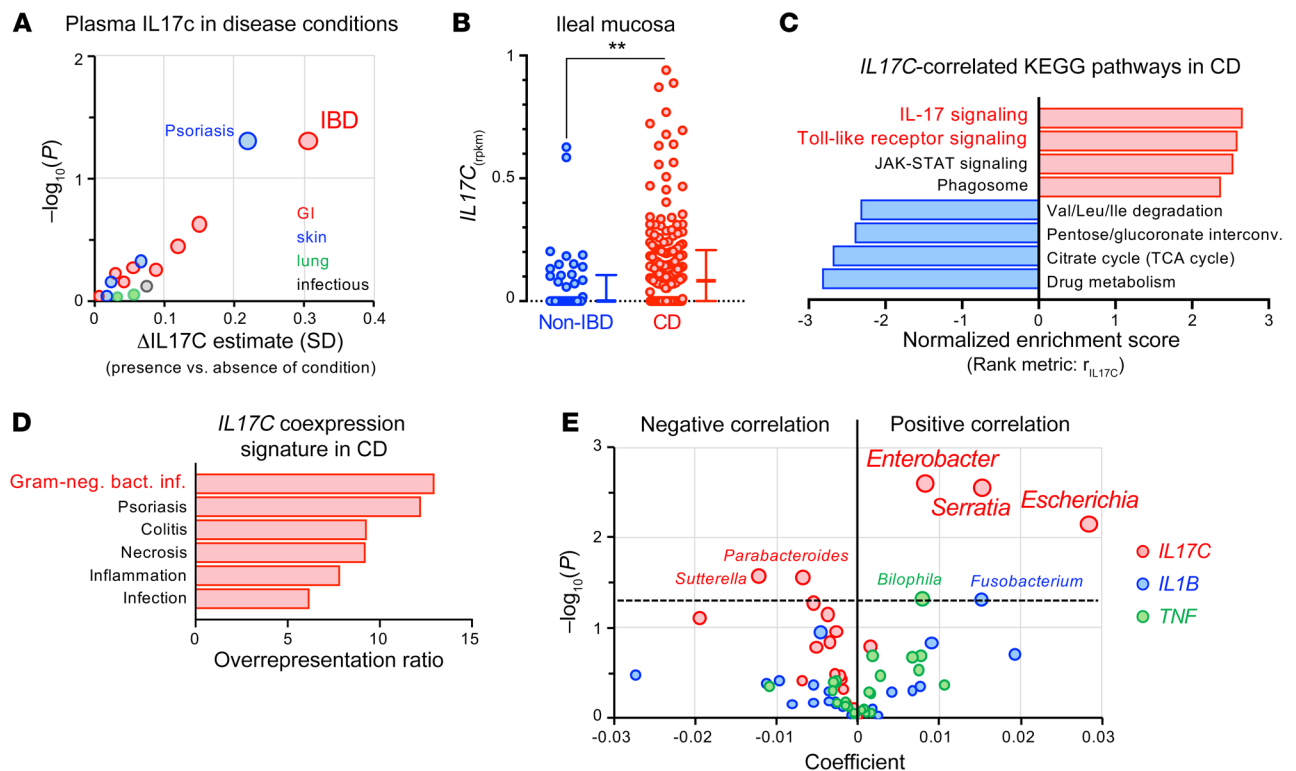 A
Plasma IL17c in disease conditions
2
1
0
–log10(P)
Psoriasis
IBD
GI
skin
lung
infectious
0
0.1
0.2
0.3
0.4
ΔIL17C estimate (SD)
(presence vs. absence of condition)
B
Ileal mucosa
**
1
0.5
0
IL17C(rpkm)
Non-IBD
CD
C
IL17C-correlated KEGG pathways in CD
IL-17 signaling
Toll-like receptor signaling
JAK-STAT signaling
Phagosome
Val/Leu/Ile degradation
Pentose/glucoronate interconv.
Citrate cycle (TCA cycle)
Drug metabolism
-3
-2
-1
0
1
2
3
Normalized enrichment score
(Rank metric: rIL17C)
D
IL17C coexpression
signature in CD
Gram-neg. bact. inf.
Psoriasis
Colitis
Necrosis
Inflammation
Infection
0
5
10
15
Overrepresentation ratio
E
Negative correlation
Positive correlation
3
2
1
0
–log10(P)
Enterobacter
Serratia
Escherichia
Parabacteroides
Sutterella
Bilophila
Fusobacterium
IL17C
IL1B
TNF
-0.03
-0.02
-0.01
0
0.01
0.02
0.03
Coefficient